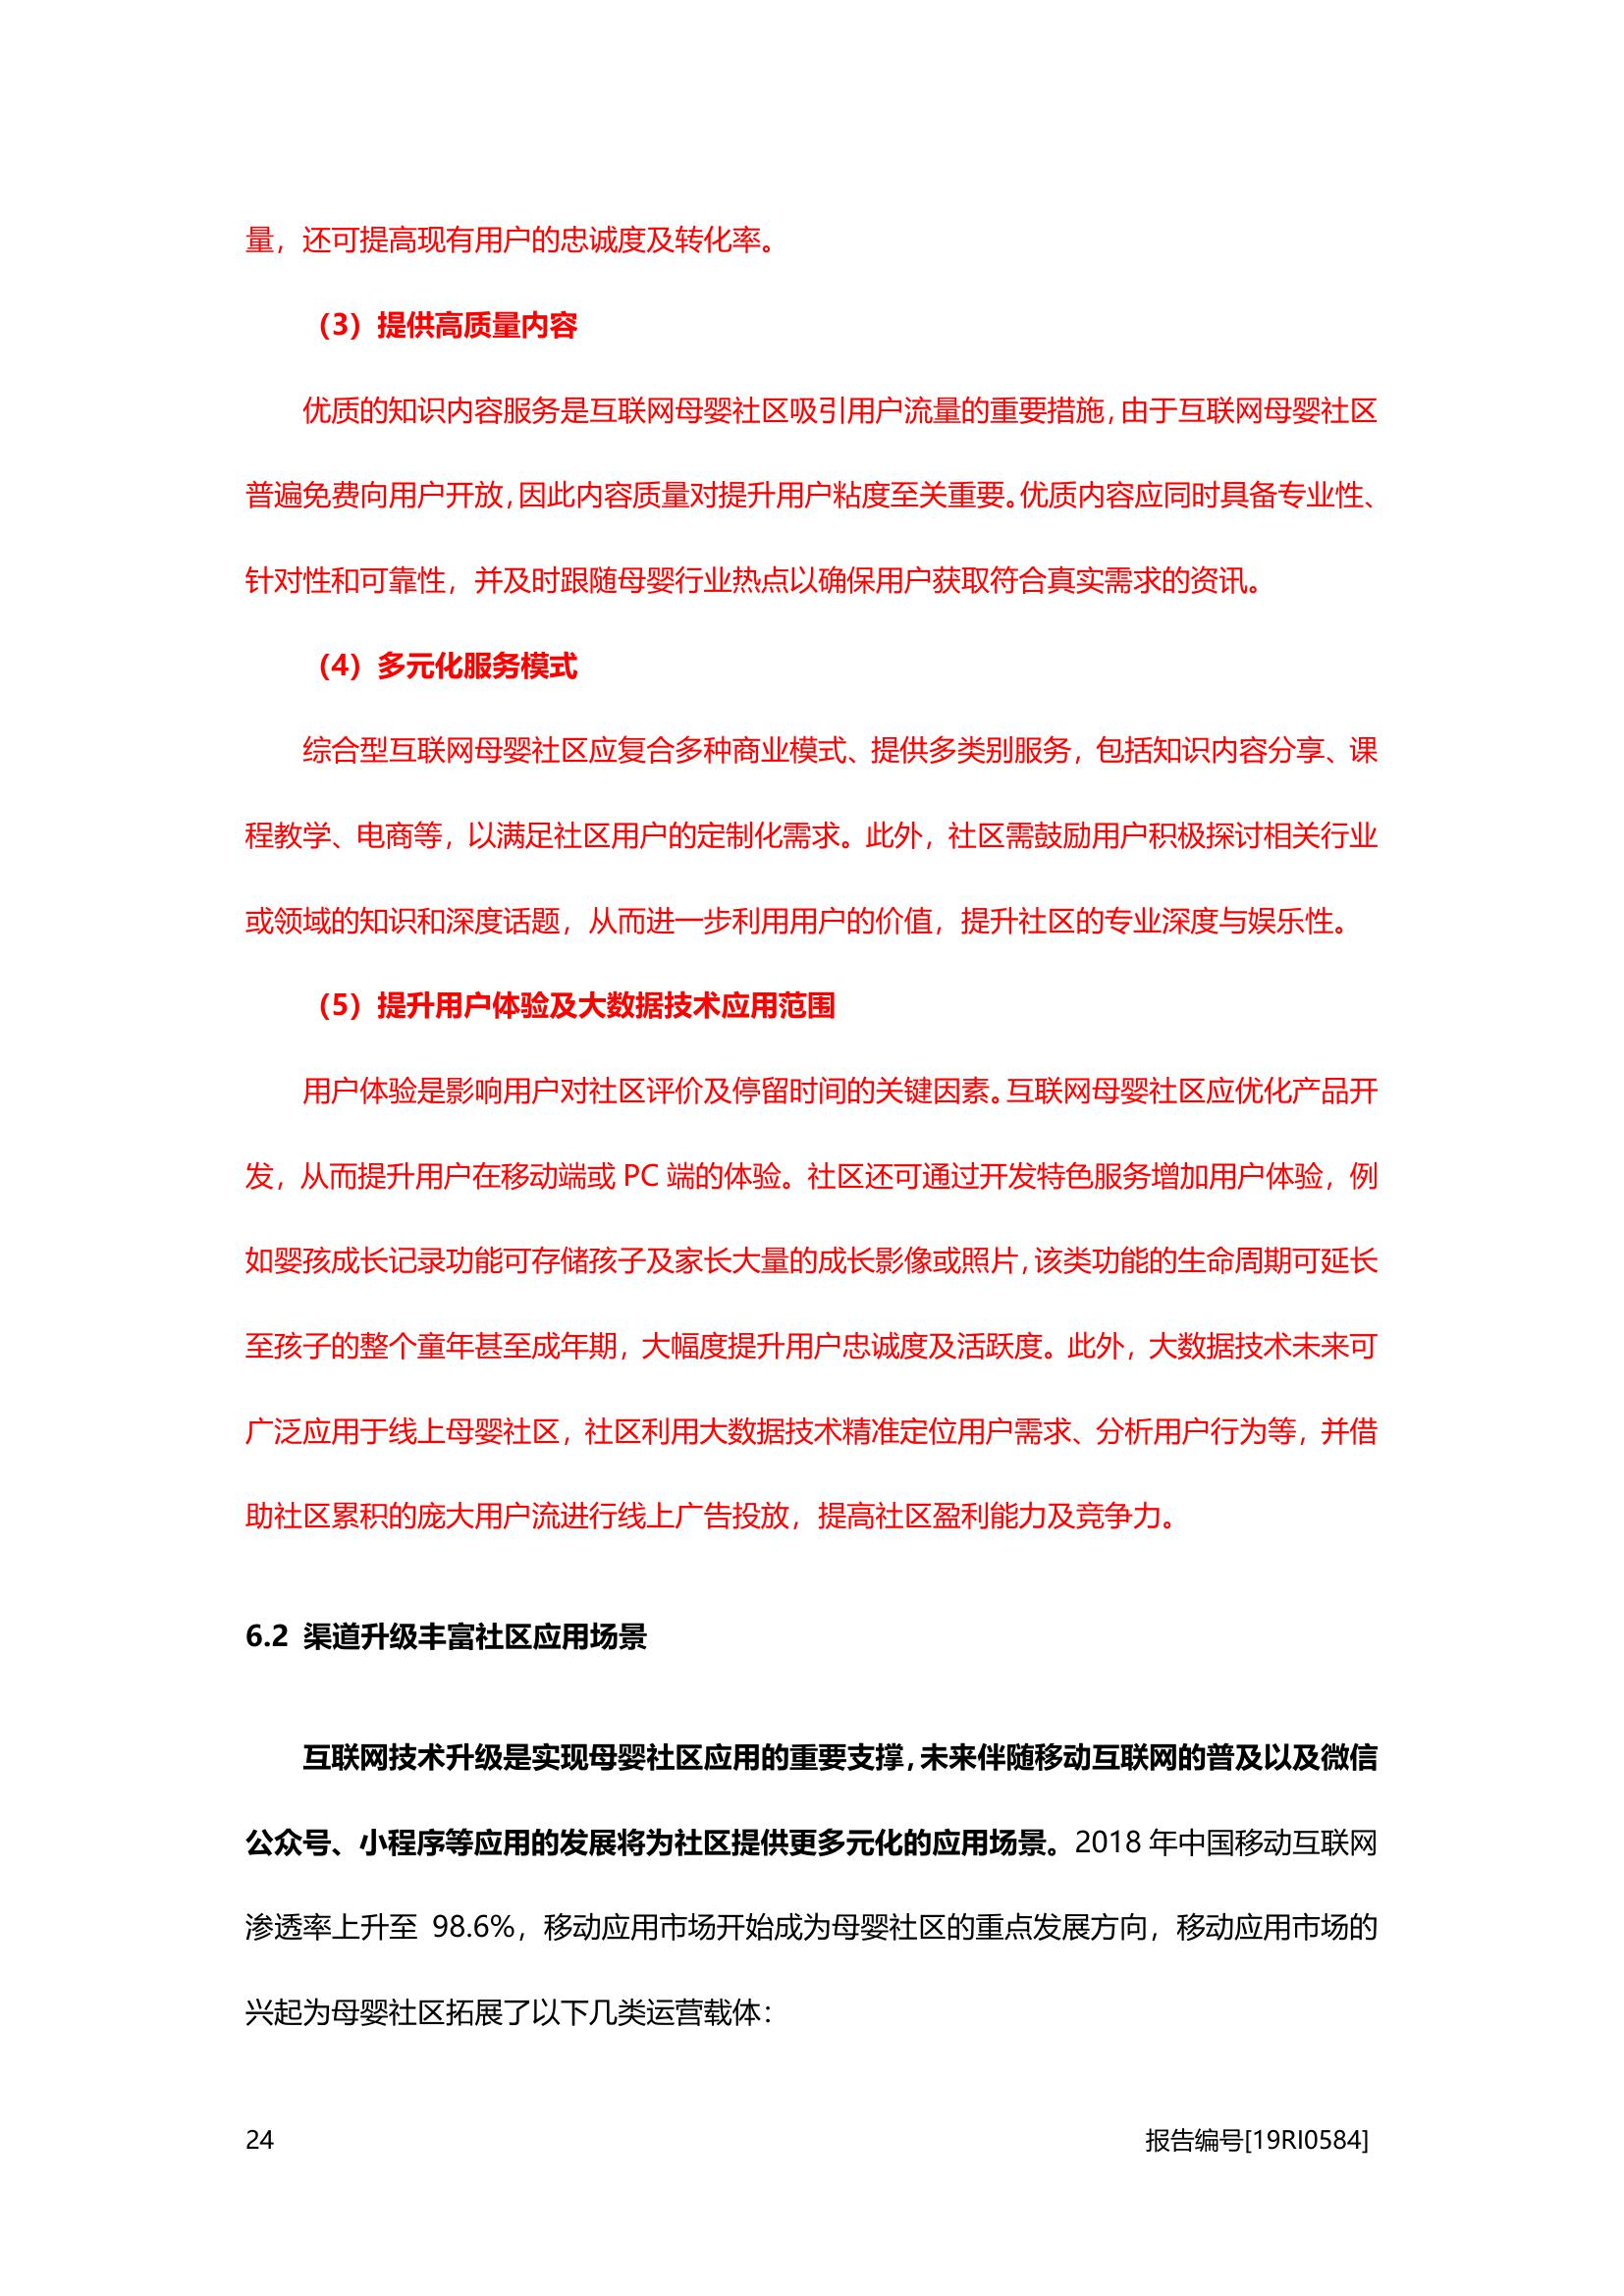 量，还可提高现有用户的忠诚度及转化率。
（3）提供高质量内容
优质的知识内容服务是互联网母婴社区吸引用户流量的重要措施，由于互联网母婴社区
普遍免费向用户开放，因此内容质量对提升用户粘度至关重要。优质内容应同时具备专业性、
针对性和可靠性，并及时跟随母婴行业热点以确保用户获取符合真实需求的资讯。
（4）多元化服务模式
综合型互联网母婴社区应复合多种商业模式、提供多类别服务，包括知识内容分享、课
程教学、电商等，以满足社区用户的定制化需求。此外，社区需鼓励用户积极探讨相关行业
或领域的知识和深度话题，从而进一步利用用户的价值，提升社区的专业深度与娱乐性。
（5）提升用户体验及大数据技术应用范围
用户体验是影响用户对社区评价及停留时间的关键因素。互联网母婴社区应优化产品开
发，从而提升用户在移动端或 PC 端的体验。社区还可通过开发特色服务增加用户体验，例
如婴孩成长记录功能可存储孩子及家长大量的成长影像或照片，该类功能的生命周期可延长
至孩子的整个童年甚至成年期，大幅度提升用户忠诚度及活跃度。此外，大数据技术未来可
广泛应用于线上母婴社区，社区利用大数据技术精准定位用户需求、分析用户行为等，并借
助社区累积的庞大用户流进行线上广告投放，提高社区盈利能力及竞争力。
6.2 渠道升级丰富社区应用场景
互联网技术升级是实现母婴社区应用的重要支撑，未来伴随移动互联网的普及以及微信
公众号、小程序等应用的发展将为社区提供更多元化的应用场景。2018 年中国移动互联网
渗透率上升至 98.6%，移动应用市场开始成为母婴社区的重点发展方向，移动应用市场的
兴起为母婴社区拓展了以下几类运营载体：
24
报告编号[19RI0584]